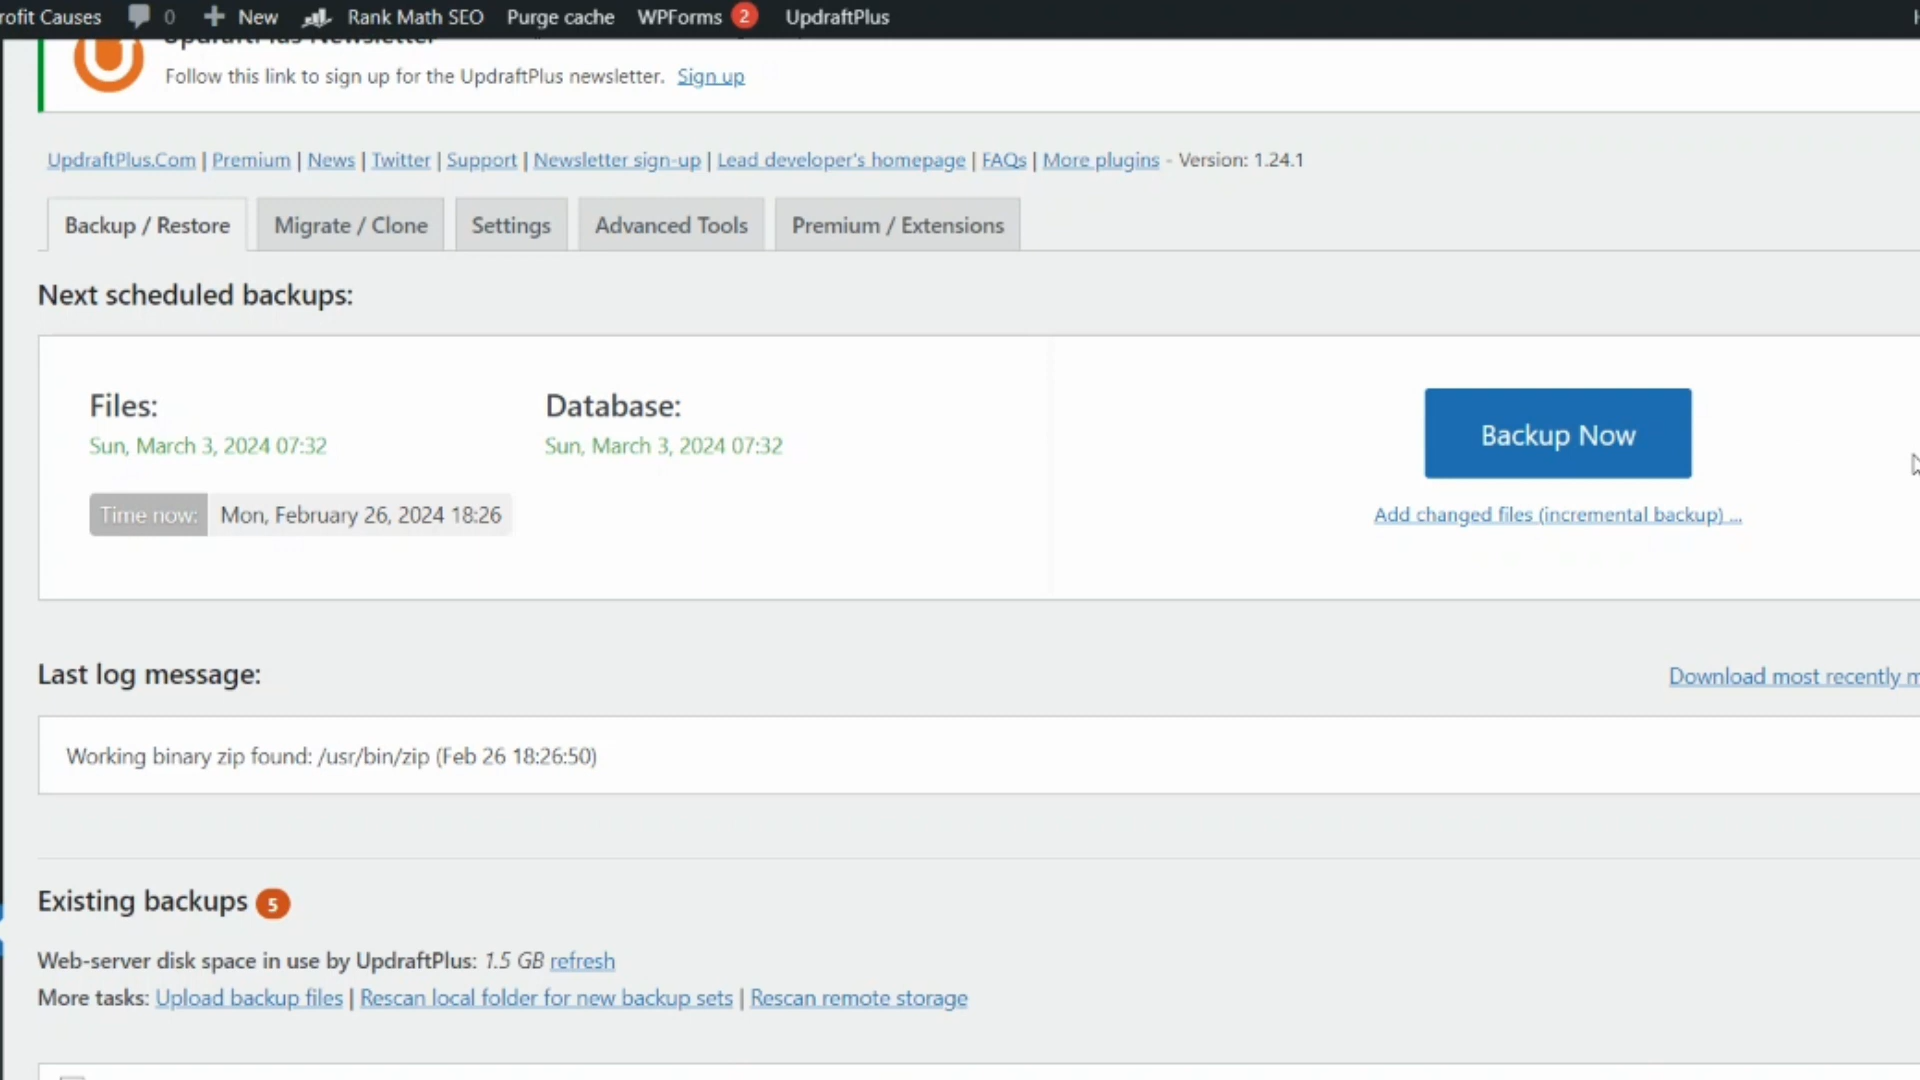 rofit Causes 0 New Rank Math SEO Purge cache WPForms 2 UpdraftPlus
UpdraftPlus Newsletter
Follow this link to sign up for the UpdraftPlus newsletter. Sign up
UpdraftPlus.Com | Premium | News | Twitter | Support | Newsletter sign-up | Lead developer's homepage | FAQs | More plugins - Version: 1.24.1
Backup / Restore Migrate / Clone Settings Advanced Tools Premium / Extensions
Next scheduled backups:
Files: Database:
Sun, March 3, 2024 07:32 Sun, March 3, 2024 07:32
Backup Now
Time now: Mon, February 26, 2024 18:26
Add changed files (incremental backup) ...
Last log message:
Download most recently m
Working binary zip found: /usr/bin/zip (Feb 26 18:26:50)
Existing backups 5
Web-server disk space in use by UpdraftPlus: 1.5 GB refresh
More tasks: Upload backup files | Rescan local folder for new backup sets | Rescan remote storage